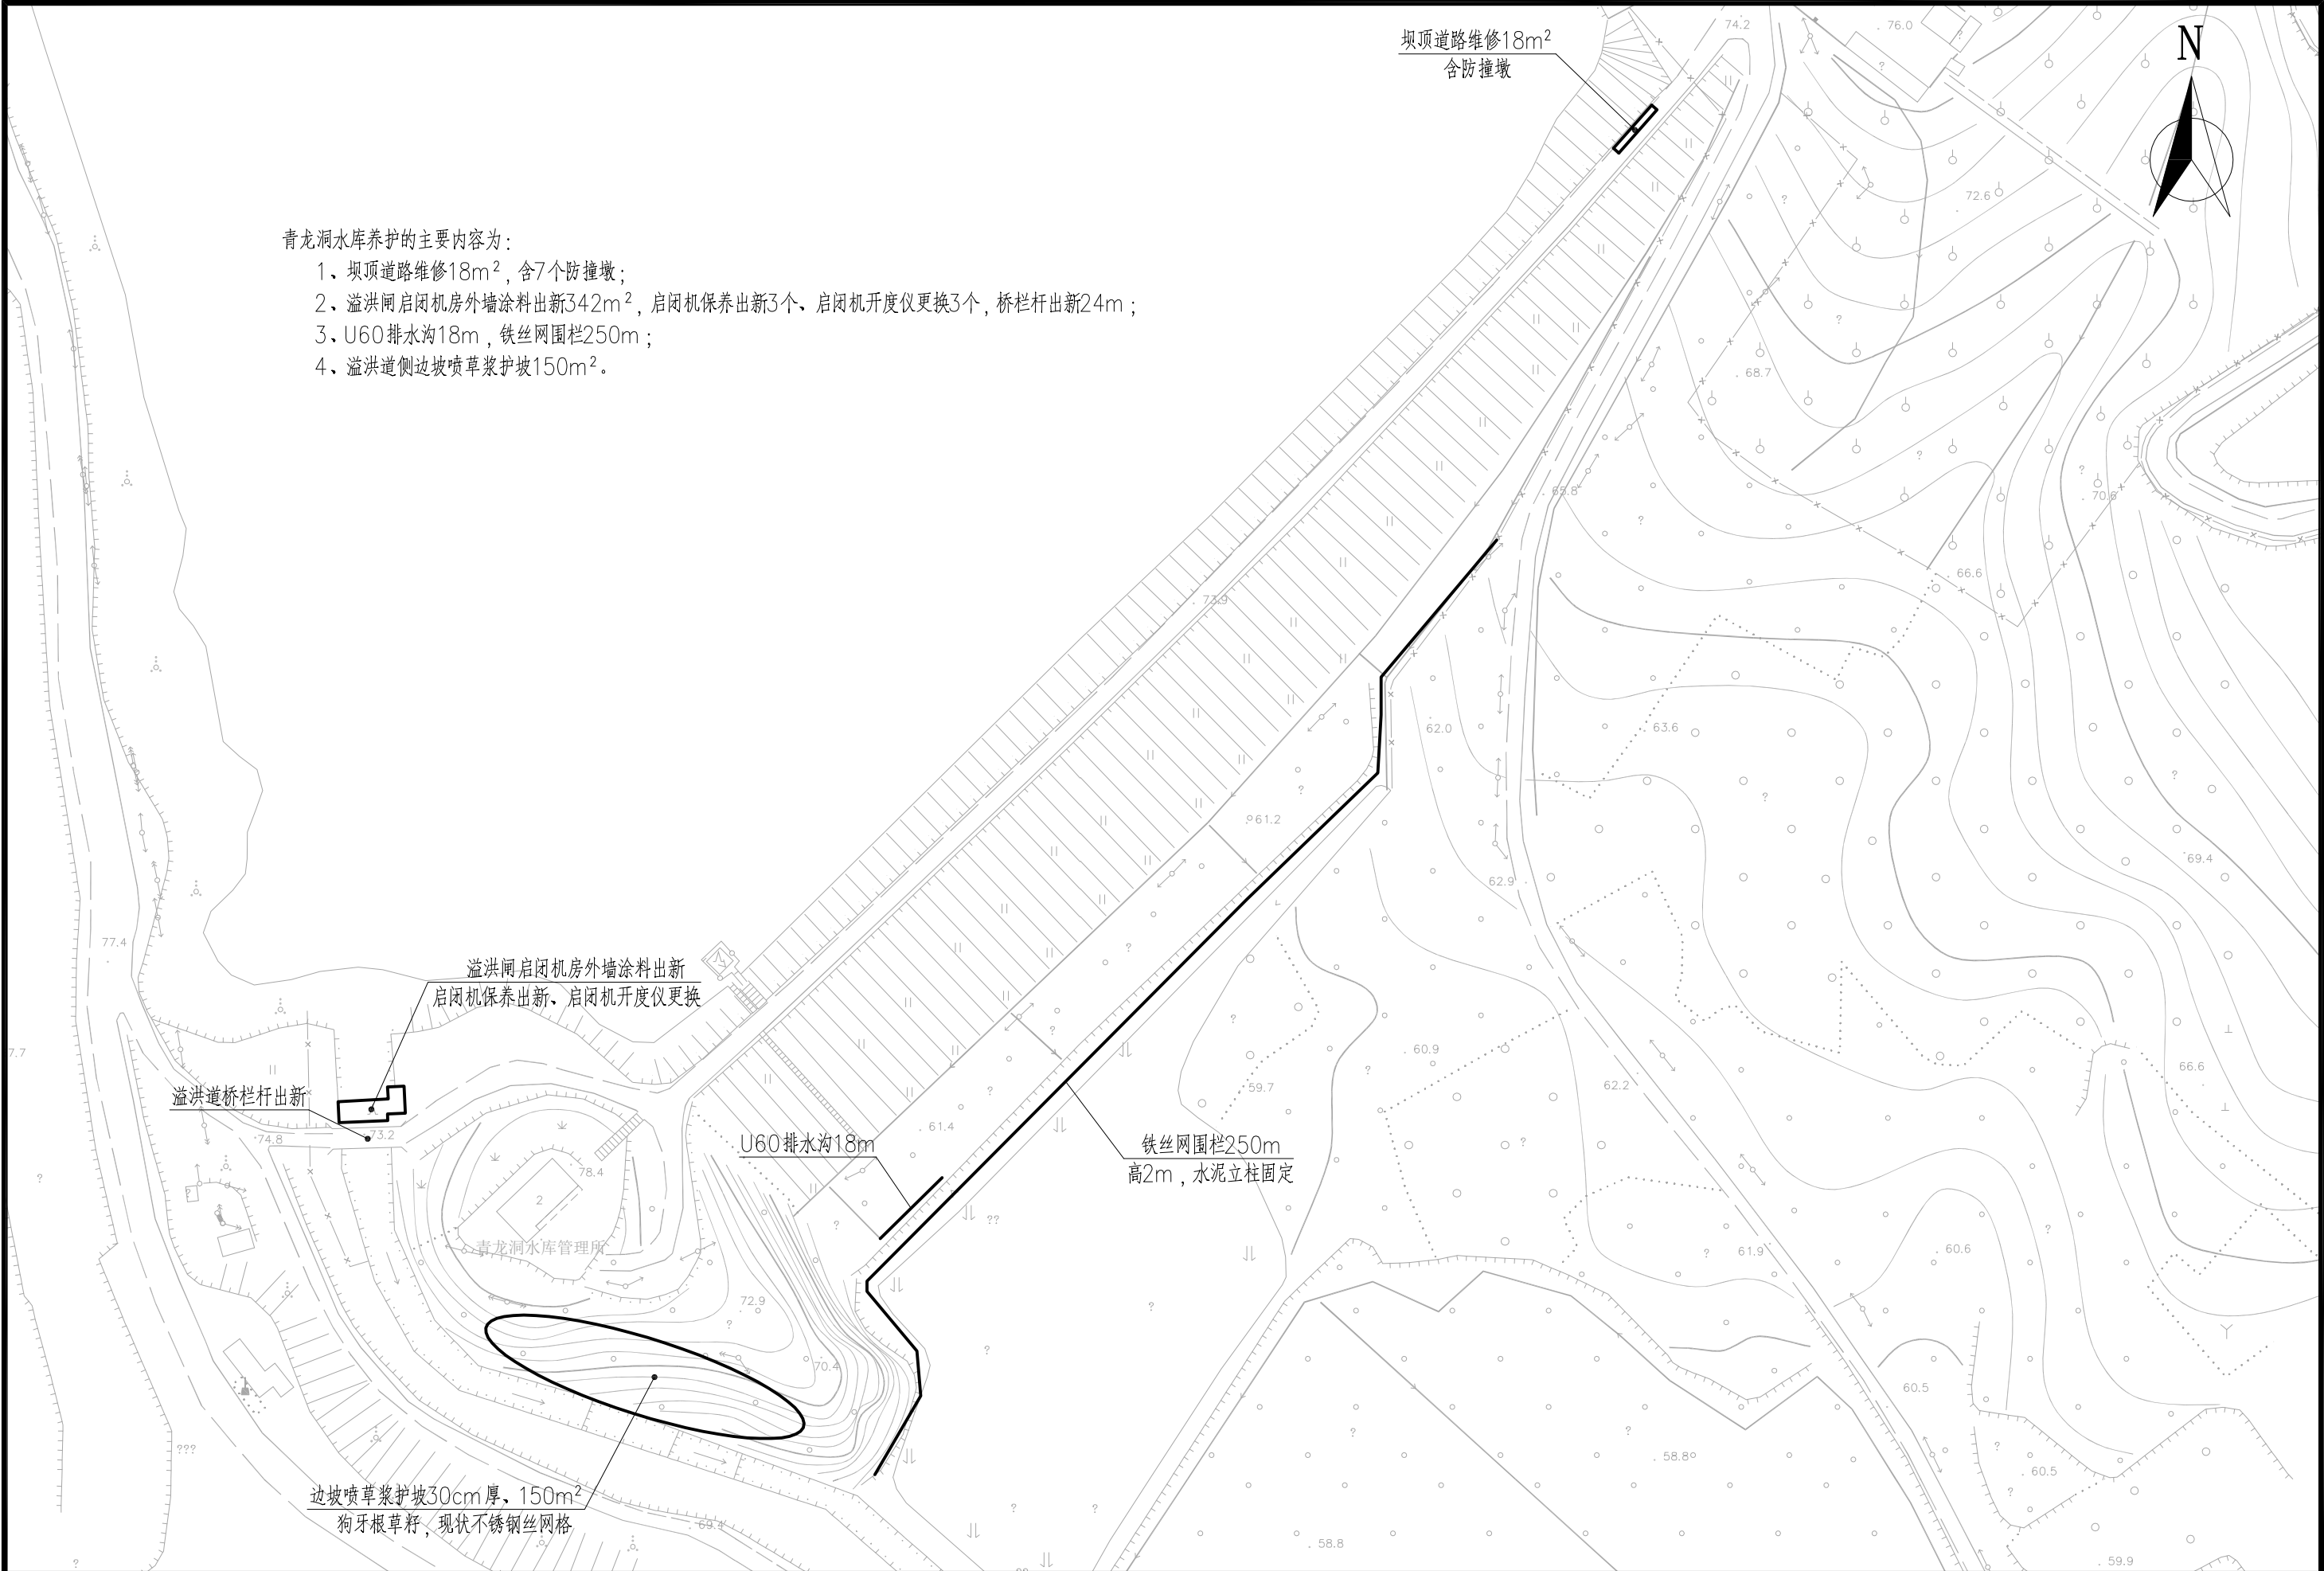 坝顶道路维修18m²
含防撞墩
N
青龙洞水库养护的主要内容为：
1、坝顶道路维修18m²，含7个防撞墩；
2、溢洪闸启闭机房外墙涂料出新342m²，启闭机保养出新3个、启闭机开度仪更换3个，桥栏杆出新24m；
3、U60排水沟18m，铁丝网围栏250m；
4、溢洪道侧边坡喷草浆护坡150m²。
74.2
76.0
72.6
68.7
65.8
70.6
66.6
73.9
62.0
63.6
61.2
69.4
62.9
77.4
溢洪闸启闭机房外墙涂料出新
启闭机保养出新、启闭机开度仪更换
7.7
60.9
59.7
62.2
66.6
溢洪道桥栏杆出新
74.8
73.2
61.4
U60排水沟18m
铁丝网围栏250m
高2m，水泥立柱固定
78.4
2
青龙洞水库管理所
??
61.9
60.6
72.9
70.4
60.5
???
58.8
60.5
边坡喷草浆护坡30cm厚、150m²
狗牙根草籽，现状不锈钢丝网格
69.4
58.8
59.9